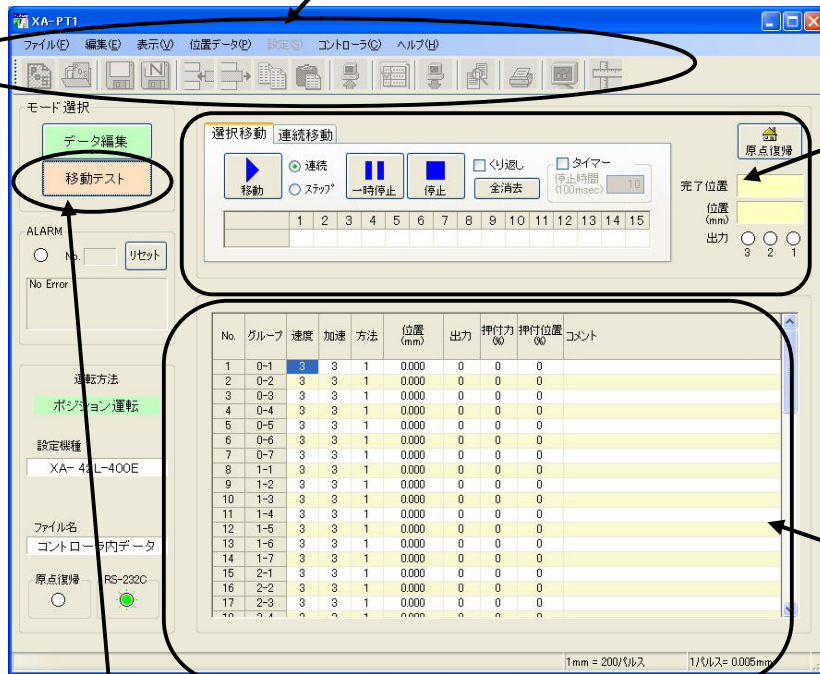 XA-PT1
ファイル(F) 編集(E) 表示(V) 位置データ(P) 設定(S) コントローラ(C) ヘルプ(H)
モード選択
データ編集
移動テスト
ALARM
No.
リセット
No Error
運転方法
ポジション運転
設定機種
XA- 42L-400E
ファイル名
コントローラ内データ
原点復帰 RS-232C
選択移動 連続移動
移動
連続
ステップ
一時停止
停止
くり返し
全消去
タイマー
停止時間
(100msec) 10
1 2 3 4 5 6 7 8 9 10 11 12 13 14 15
原点復帰
完了位置
位置
(mm)
出力
3 2 1
No. グループ 速度 加速 方法 位置(mm) 出力 押付力(%) 押付位置(%) コメント
1 0-1 3 3 1 0.000 0 0 0
2 0-2 3 3 1 0.000 0 0 0
3 0-3 3 3 1 0.000 0 0 0
4 0-4 3 3 1 0.000 0 0 0
5 0-5 3 3 1 0.000 0 0 0
6 0-6 3 3 1 0.000 0 0 0
7 0-7 3 3 1 0.000 0 0 0
8 1-1 3 3 1 0.000 0 0 0
9 1-2 3 3 1 0.000 0 0 0
10 1-3 3 3 1 0.000 0 0 0
11 1-4 3 3 1 0.000 0 0 0
12 1-5 3 3 1 0.000 0 0 0
13 1-6 3 3 1 0.000 0 0 0
14 1-7 3 3 1 0.000 0 0 0
15 2-1 3 3 1 0.000 0 0 0
16 2-2 3 3 1 0.000 0 0 0
17 2-3 3 3 1 0.000 0 0 0
1mm = 200パルス 1パルス= 0.005mm